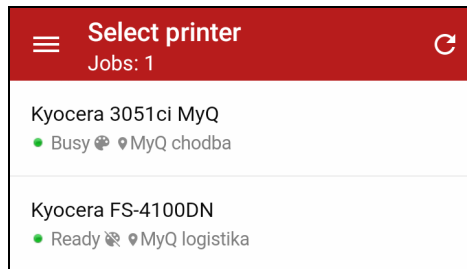 Select printer
Jobs: 1
Kyocera 3051ci MyQ
Busy MyQ chodba
Kyocera FS-4100DN
Ready MyQ logistika